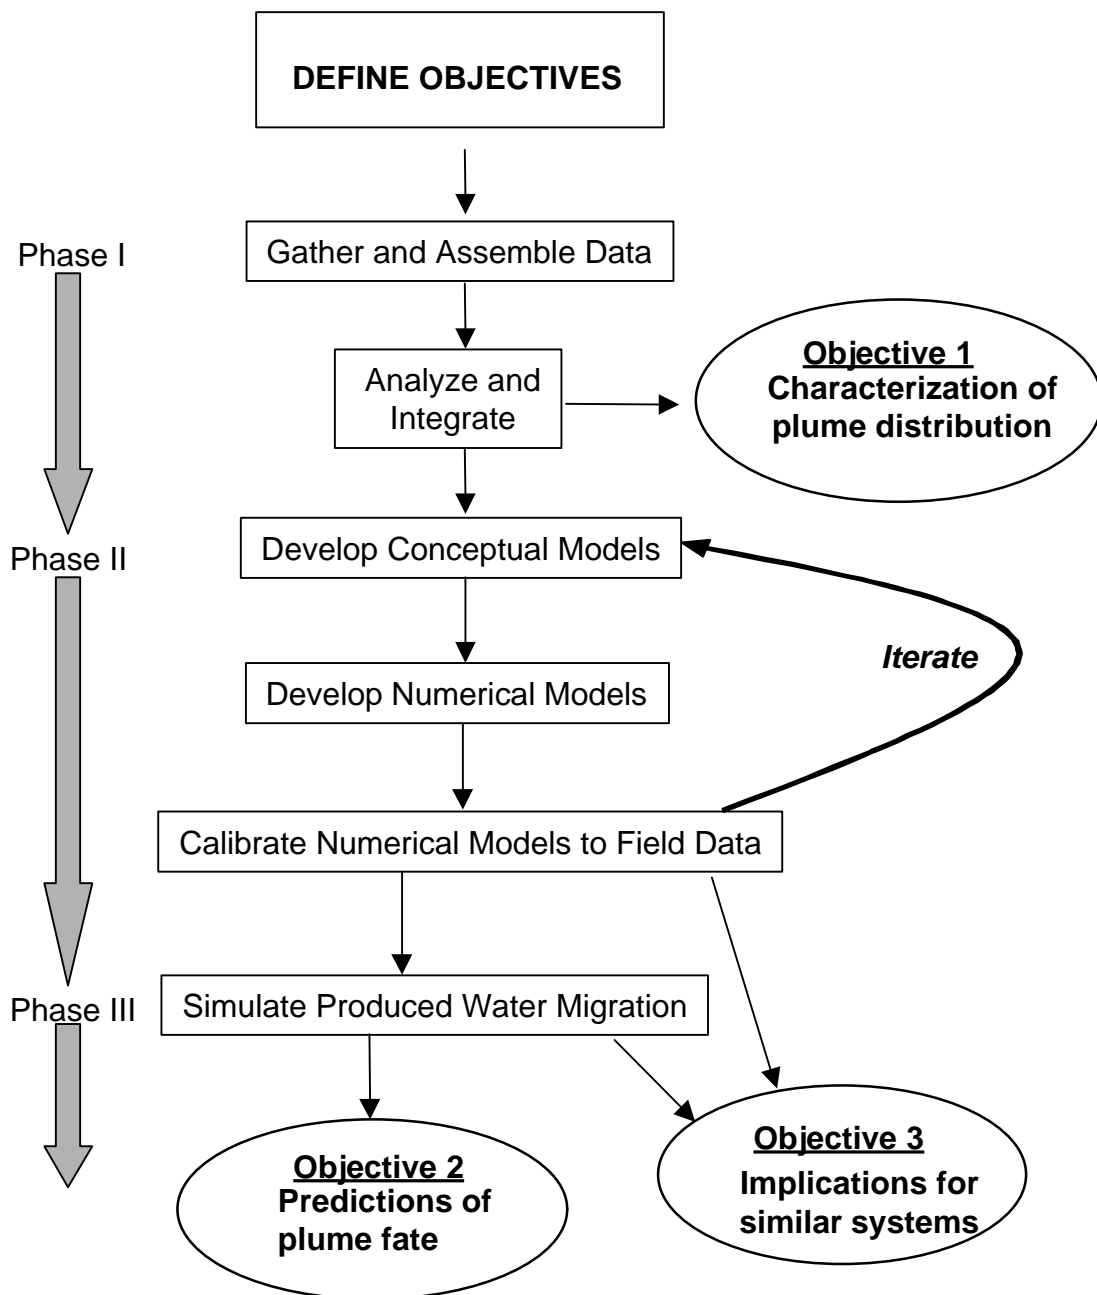 DEFINE OBJECTIVES
Phase I
Gather and Assemble Data
Analyze and
Integrate
Objective 1
Characterization of
plume distribution
Phase II
Develop Conceptual Models
Iterate
Develop Numerical Models
Calibrate Numerical Models to Field Data
Phase III
Simulate Produced Water Migration
Objective 2
Predictions of
plume fate
Objective 3
Implications for
similar systems